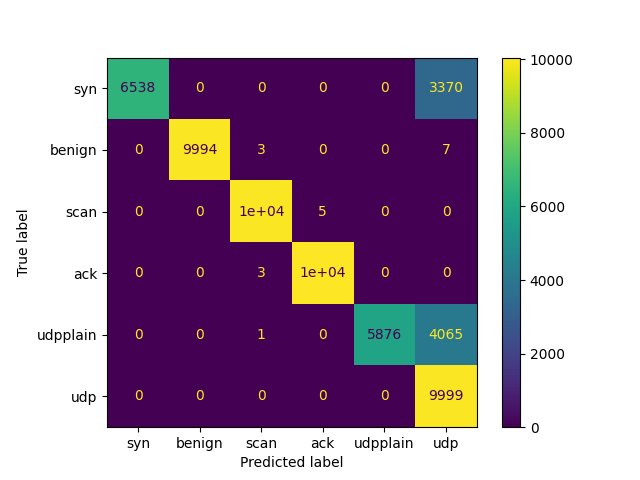 syn 6538 0 0 0 0 3370
benign 0 9994 3 0 0 7
scan 0 0 1e+04 5 0 0
ack 0 0 3 1e+04 0 0
udpplain 0 0 1 0 5876 4065
udp 0 0 0 0 0 9999
syn benign scan ack udpplain udp
Predicted label
True label
10000
8000
6000
4000
2000
0